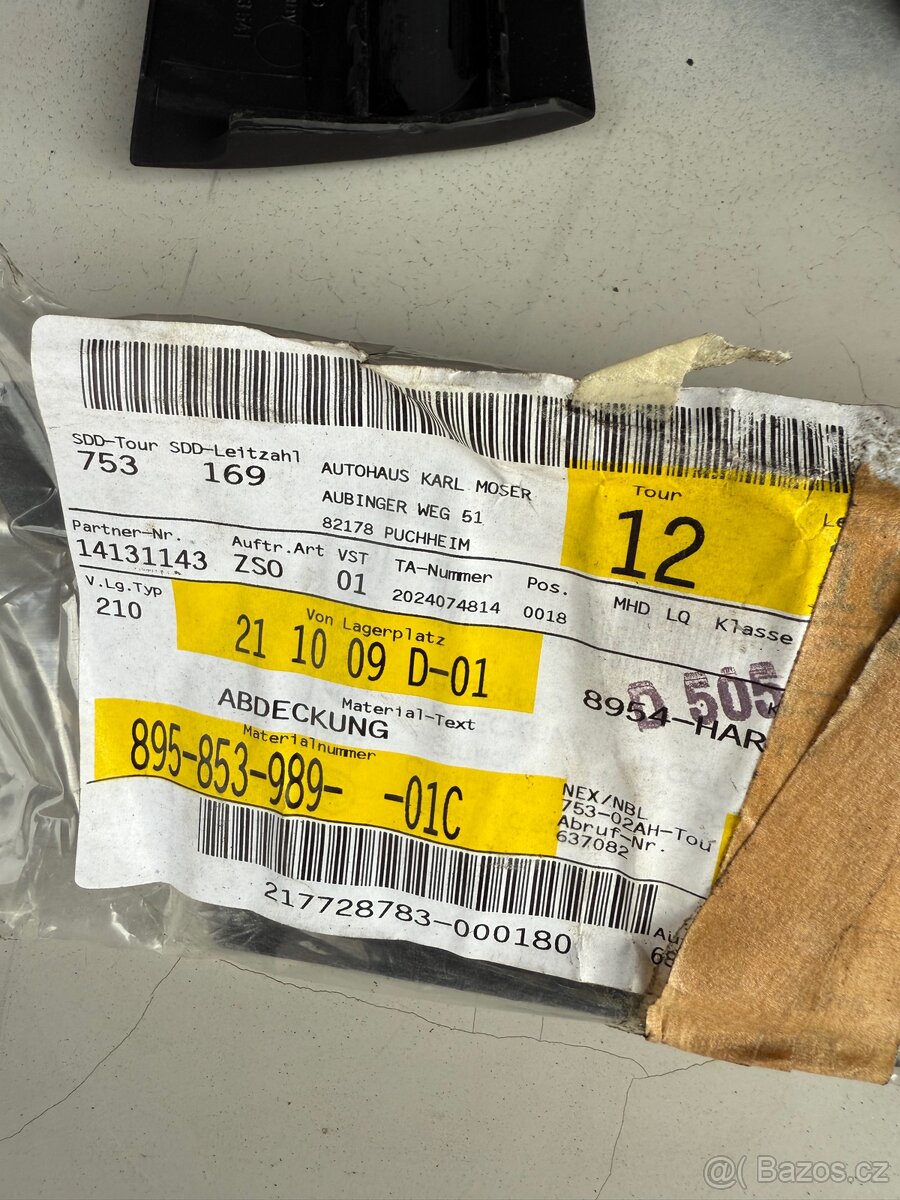 SDD-Tour SDD-Leitzahl
753 169
AUTOHAUS KARL MOSER
AUBINGER WEG 51
82178 PUCHHEIM
Tour
12
Partner-Nr. Auftr.Art VST TA-Nummer Pos.
14131143 ZSO 01 2024074814 0018
MHD LQ Klasse
V.Lg.Typ
210
Von Lagerplatz
21 10 09 D-01
D 505
8954-HAR
Material-Text
ABDECKUNG
Materialnummer
895-853-989- -01C
NEX/NBL
753-02AH-Tou
Abruf-Nr.
637082
217728783-000180
Au
68
@( Bazos.cz